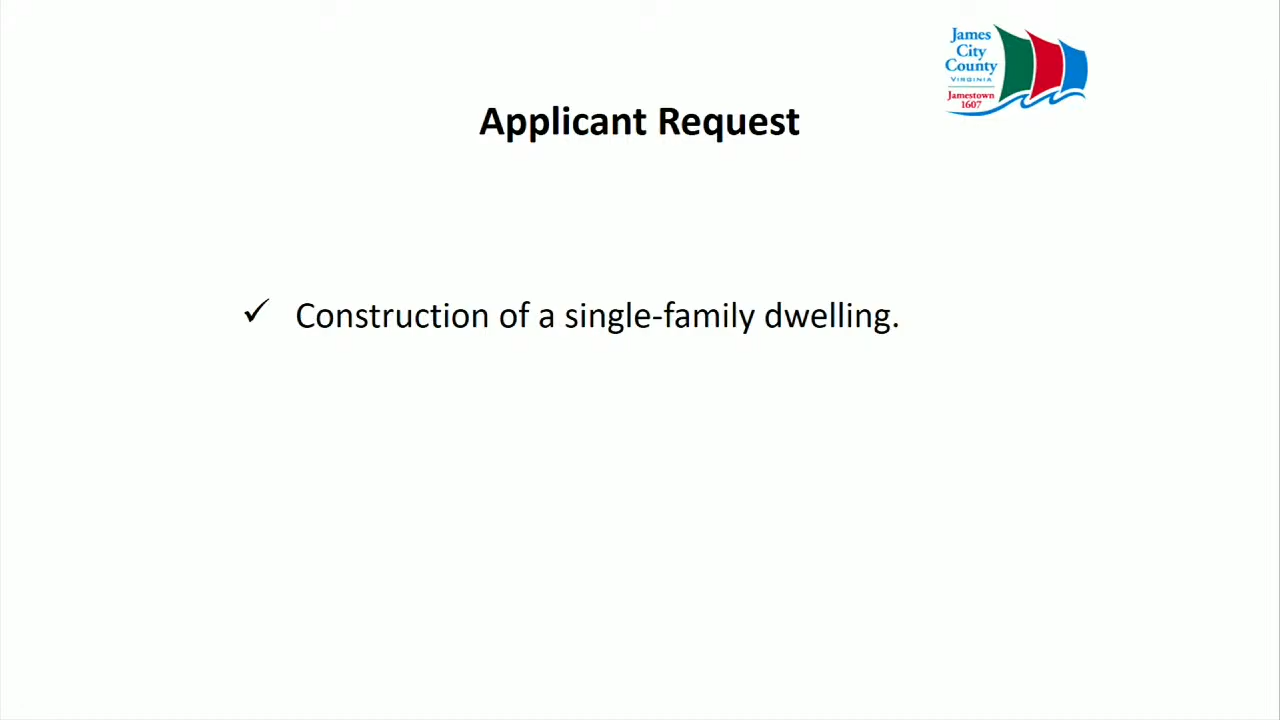 James
City
County
VIRGINIA
Jamestown
1607
Applicant Request
✓ Construction of a single-family dwelling.